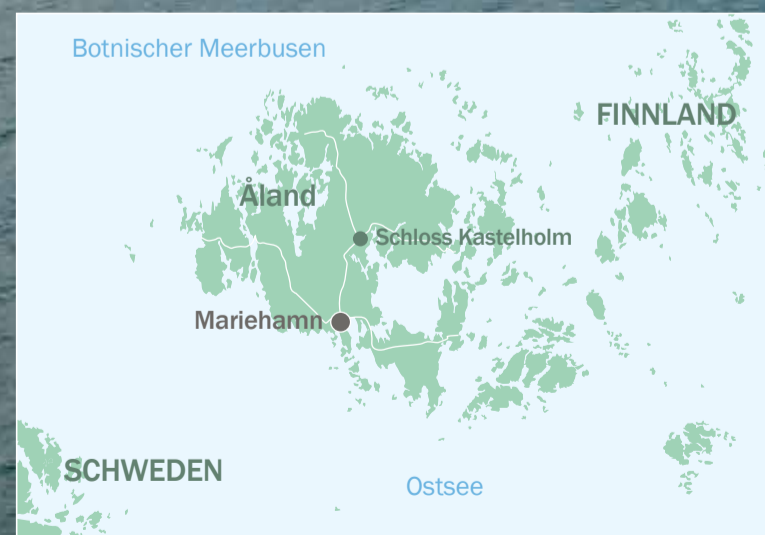 Botnischer Meerbusen
FINNLAND
Åland
Schloss Kastelholm
Mariehamn
SCHWEDEN
Ostsee